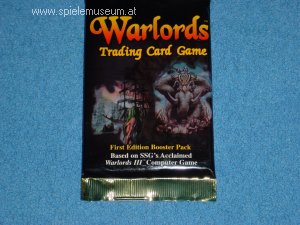 www.spielemuseum.at
Warlords
Trading Card Game
First Edition Booster Pack
Based on SSG's Acclaimed
Warlords III Computer Game